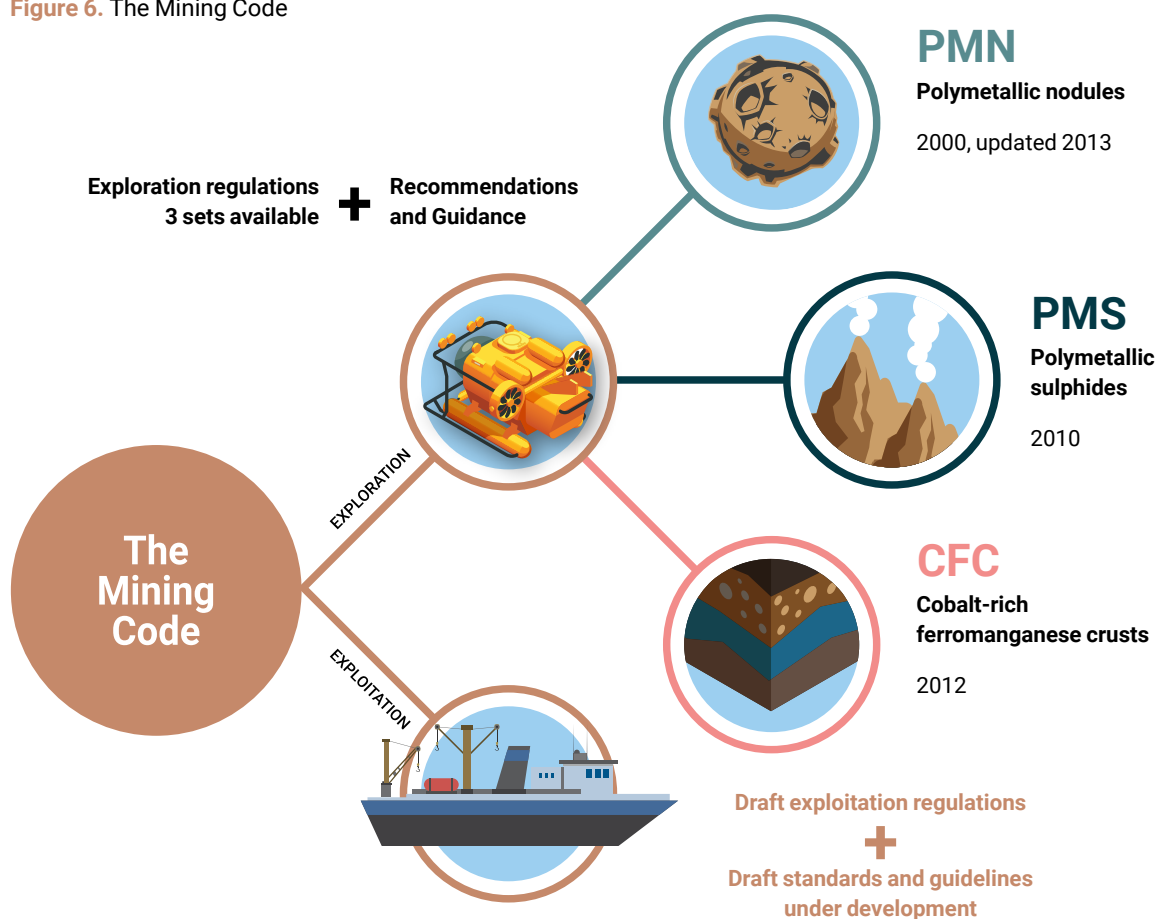 Figure 6. The Mining Code
PMN
Polymetallic nodules
2000, updated 2013
Exploration regulations
3 sets available
+
Recommendations
and Guidance
PMS
Polymetallic
sulphides
2010
EXPLORATION
The
Mining
Code
EXPLOITATION
CFC
Cobalt-rich
ferromanganese crusts
2012
Draft exploitation regulations
+
Draft standards and guidelines
under development